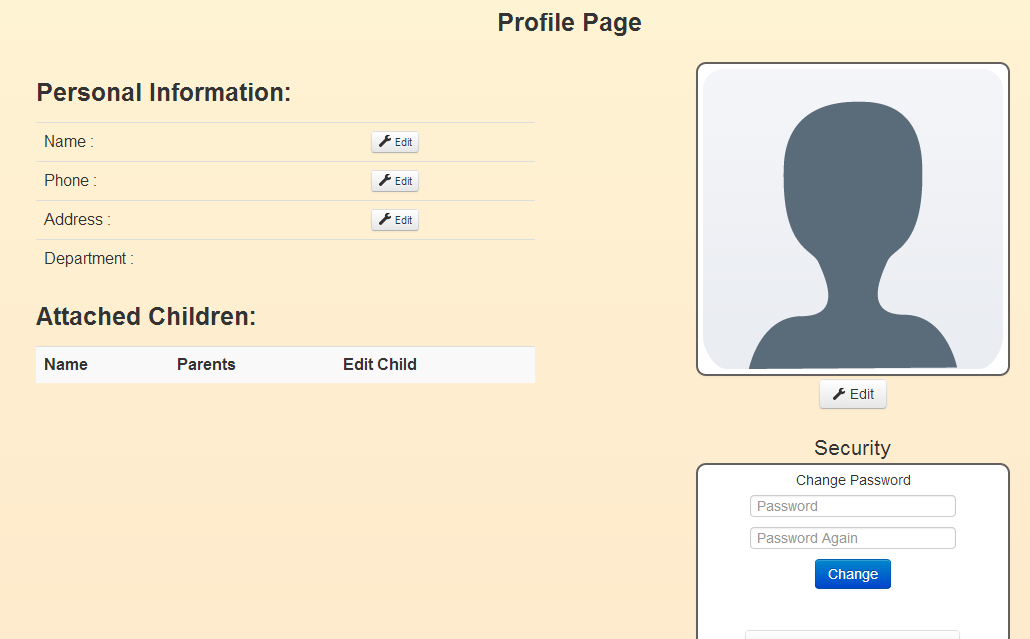 Profile Page
Personal Information:
Name : Edit
Phone : Edit
Address : Edit
Department :
Attached Children:
Name Parents Edit Child
Edit
Security
Change Password
Password
Password Again
Change